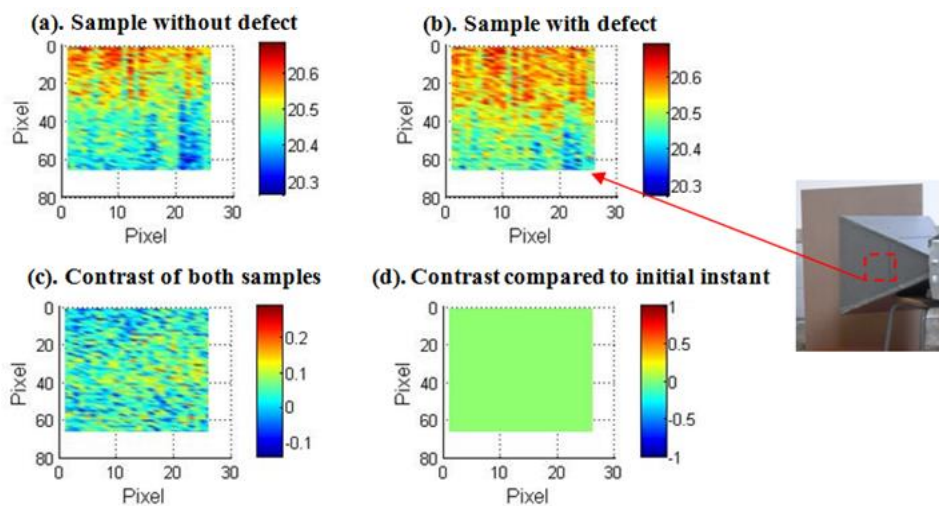 (a). Sample without defect
(b). Sample with defect
0
20
40
60
80
Pixel
0 10 20 30
Pixel
20.6
20.5
20.4
20.3
0
20
40
60
80
Pixel
0 10 20 30
Pixel
20.6
20.5
20.4
20.3
(c). Contrast of both samples
(d). Contrast compared to initial instant
0
20
40
60
80
Pixel
0 10 20 30
Pixel
0.2
0.1
0
-0.1
0
20
40
60
80
Pixel
0 10 20 30
Pixel
1
0.5
0
-0.5
-1